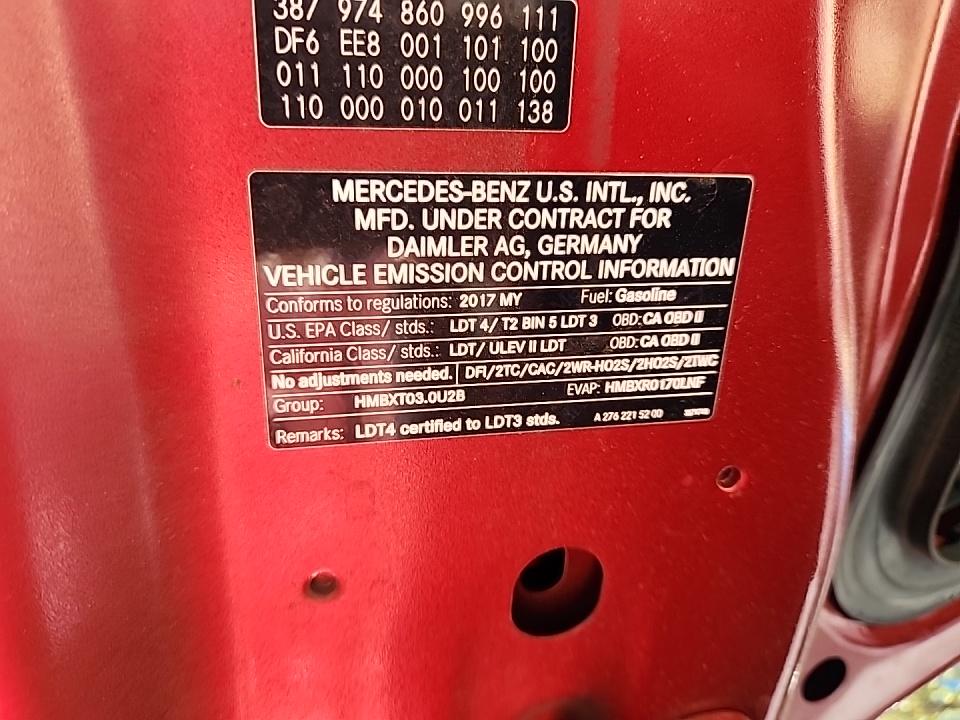 387 974 860 996 111
DF6 EE8 001 101 100
011 110 000 100 100
110 000 010 011 138
MERCEDES-BENZ U.S. INTL., INC.
MFD. UNDER CONTRACT FOR
DAIMLER AG, GERMANY
VEHICLE EMISSION CONTROL INFORMATION
Conforms to regulations: 2017 MY Fuel: Gasoline
U.S. EPA Class/ stds.: LDT 4/ T2 BIN 5 LDT 3 OBD: CA OBD II
California Class/ stds.: LDT/ ULEV II LDT OBD: CA OBD II
No adjustments needed. DFI/2TC/CAC/2WR-HO2S/2HO2S/2TWC
Group: HMBXT03.0U2B EVAP: HMBXR0170LNF
Remarks: LDT4 certified to LDT3 stds. A 276 221 52 00